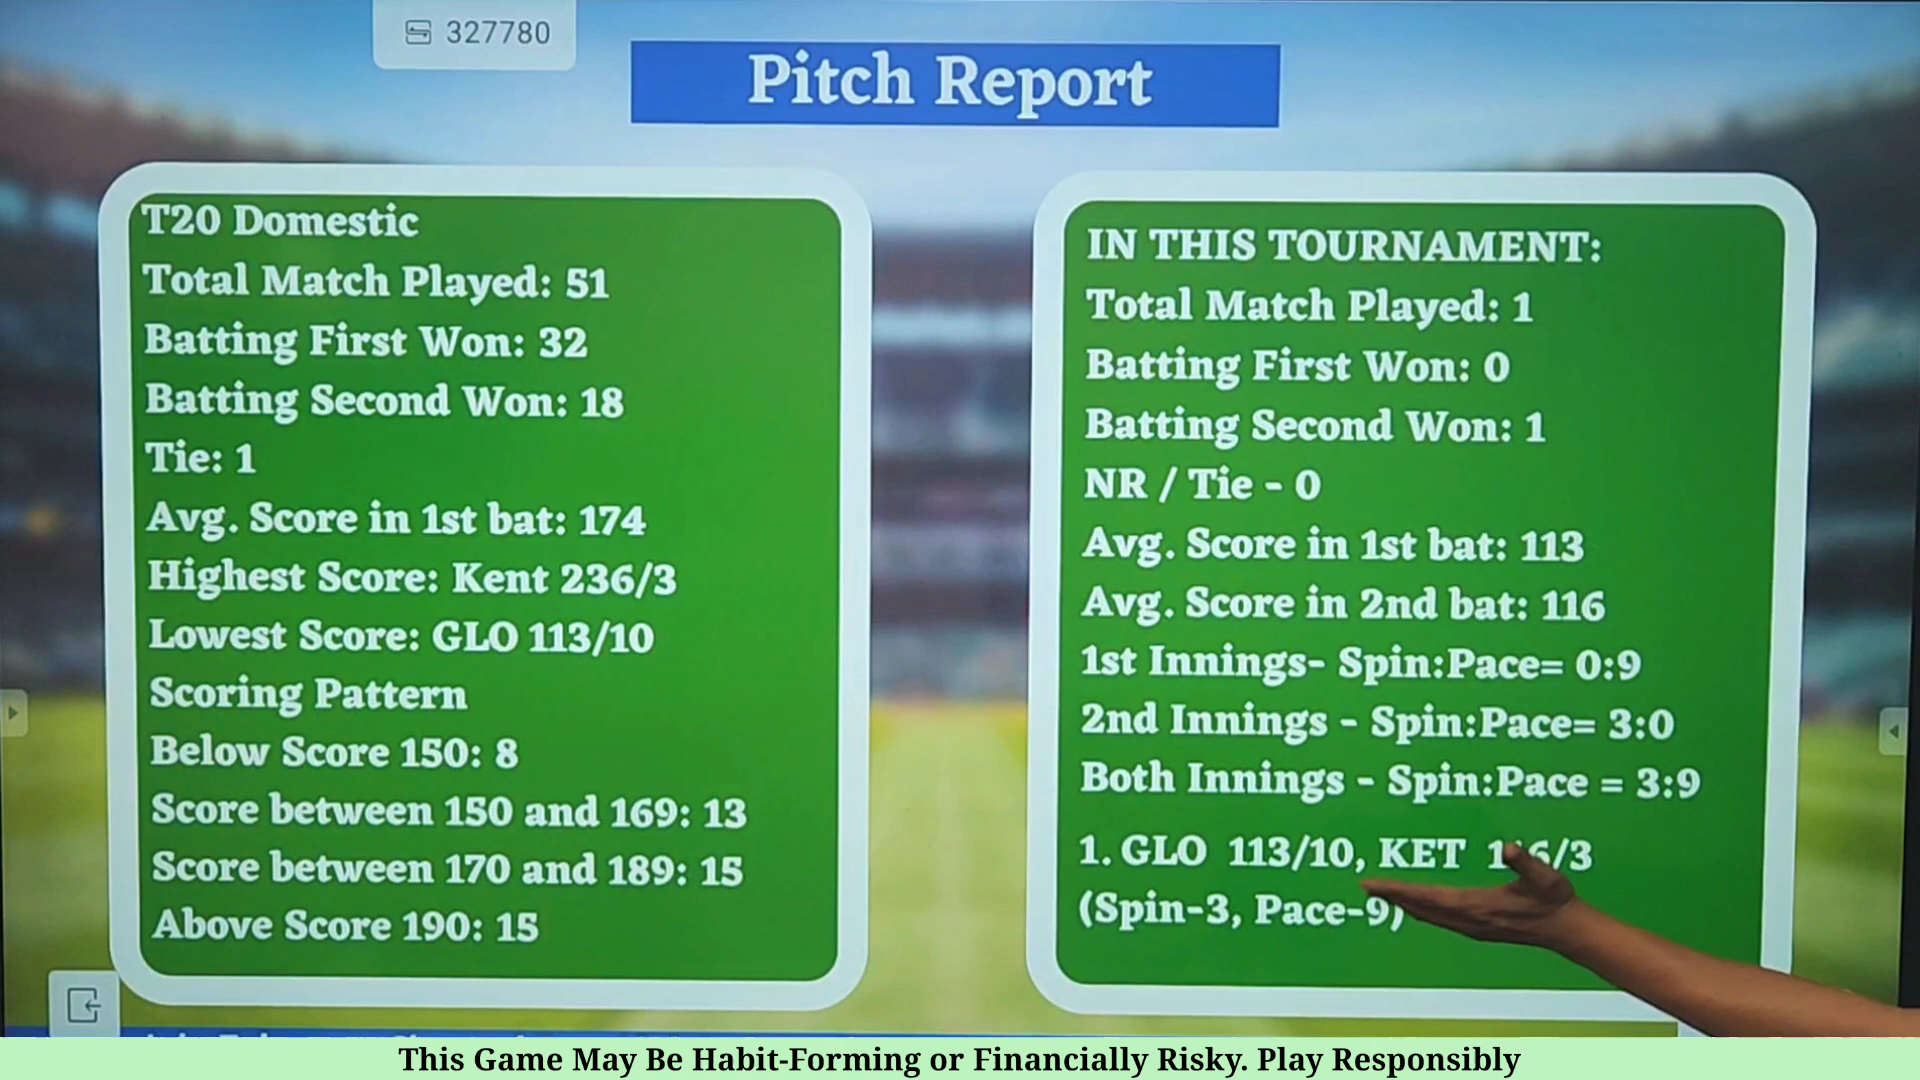 327780
Pitch Report
T20 Domestic
Total Match Played: 51
Batting First Won: 32
Batting Second Won: 18
Tie: 1
Avg. Score in 1st bat: 174
Highest Score: Kent 236/3
Lowest Score: GLO 113/10
Scoring Pattern
Below Score 150: 8
Score between 150 and 169: 13
Score between 170 and 189: 15
Above Score 190: 15
IN THIS TOURNAMENT:
Total Match Played: 1
Batting First Won: 0
Batting Second Won: 1
NR / Tie - 0
Avg. Score in 1st bat: 113
Avg. Score in 2nd bat: 116
1st Innings- Spin:Pace= 0:9
2nd Innings - Spin:Pace= 3:0
Both Innings - Spin:Pace = 3:9
1. GLO 113/10, KET 116/3
(Spin-3, Pace-9)
This Game May Be Habit-Forming or Financially Risky. Play Responsibly